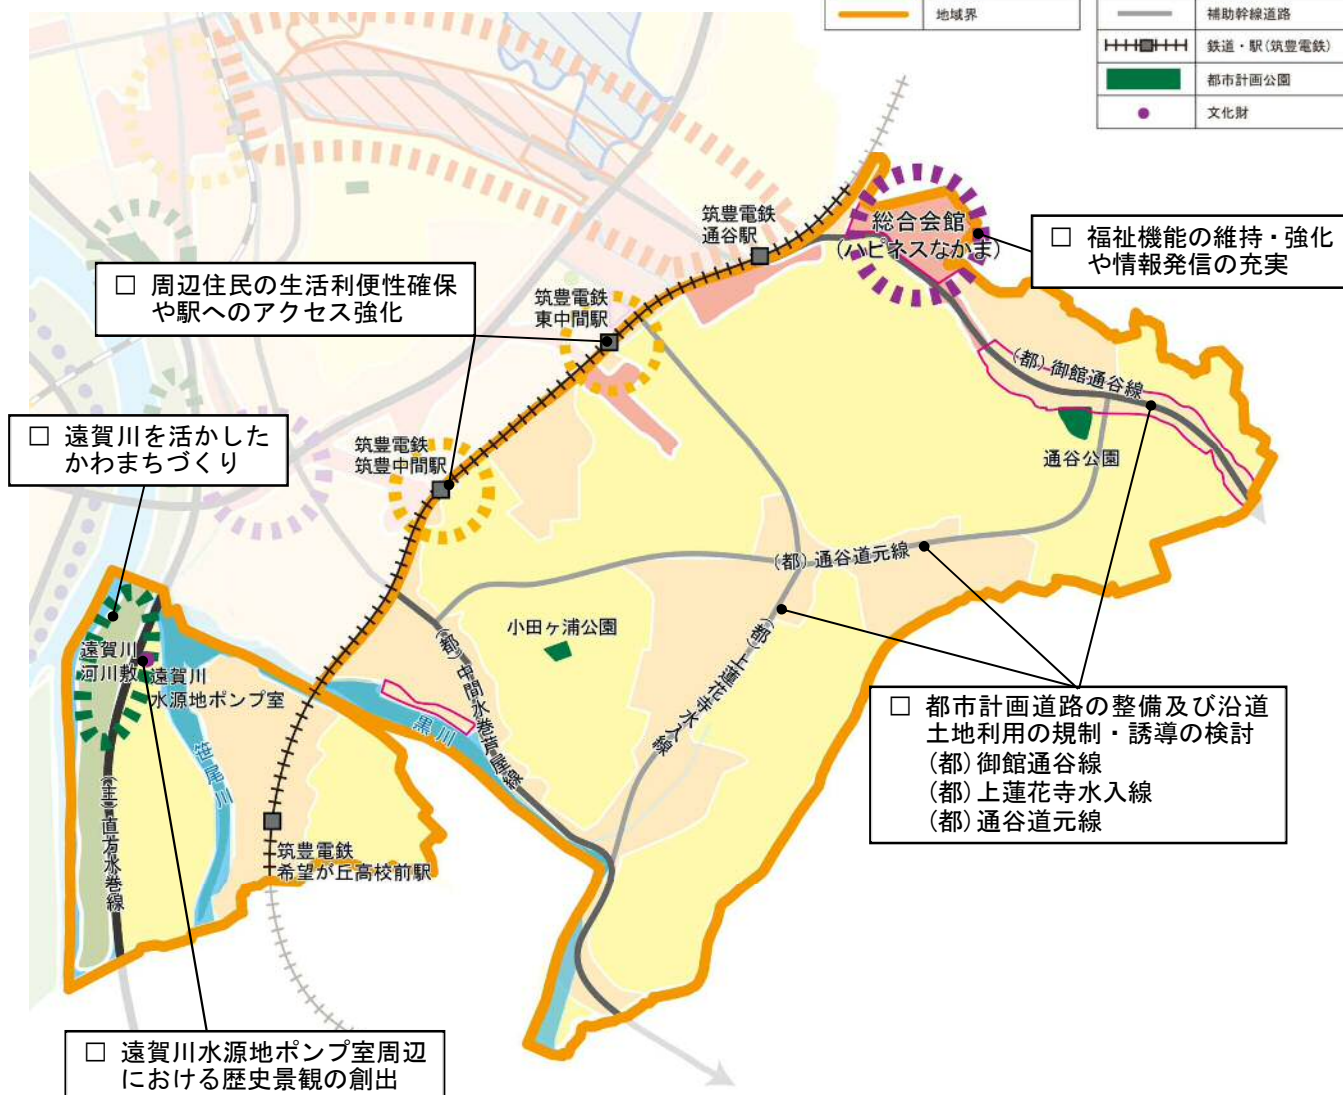 地域界
補助幹線道路
鉄道・駅(筑豊電鉄)
都市計画公園
文化財
筑豊電鉄
通谷駅
総合会館
(ハピネスなかま)
□ 福祉機能の維持・強化
や情報発信の充実
□ 周辺住民の生活利便性確保
や駅へのアクセス強化
筑豊電鉄
東中間駅
(都)御館通谷線
□ 遠賀川を活かした
かわまちづくり
筑豊電鉄
筑豊中間駅
通谷公園
(都)通谷道元線
小田ヶ浦公園
(都)中間水巻芦屋線
(都)上蓮花寺水入線
遠賀川
河川敷
遠賀川
水源地ポンプ室
黒川
笹尾川
(主)直方水巻線
□ 都市計画道路の整備及び沿道
土地利用の規制・誘導の検討
(都)御館通谷線
(都)上蓮花寺水入線
(都)通谷道元線
筑豊電鉄
希望が丘高校前駅
□ 遠賀川水源地ポンプ室周辺
における歴史景観の創出